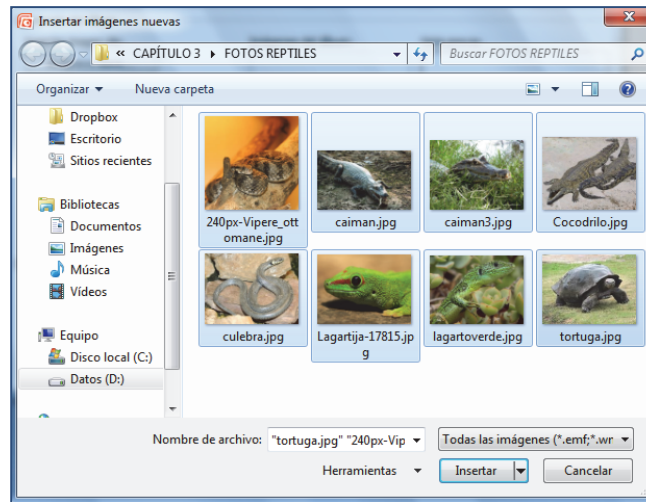 Insertar imágenes nuevas
« CAPÍTULO 3 ▸ FOTOS REPTILES
Buscar FOTOS REPTILES
Organizar
Nueva carpeta
Dropbox
Escritorio
Sitios recientes
Bibliotecas
Documentos
Imágenes
Música
Vídeos
Equipo
Disco local (C:)
Datos (D:)
240px-Vipere_ott
omane.jpg
caiman.jpg
caiman3.jpg
Cocodrilo.jpg
culebra.jpg
Lagartija-17815.jp
g
lagartoverde.jpg
tortuga.jpg
Nombre de archivo:
"tortuga.jpg" "240px-Vip
Todas las imágenes (*.emf;*.wr
Herramientas
Insertar
Cancelar